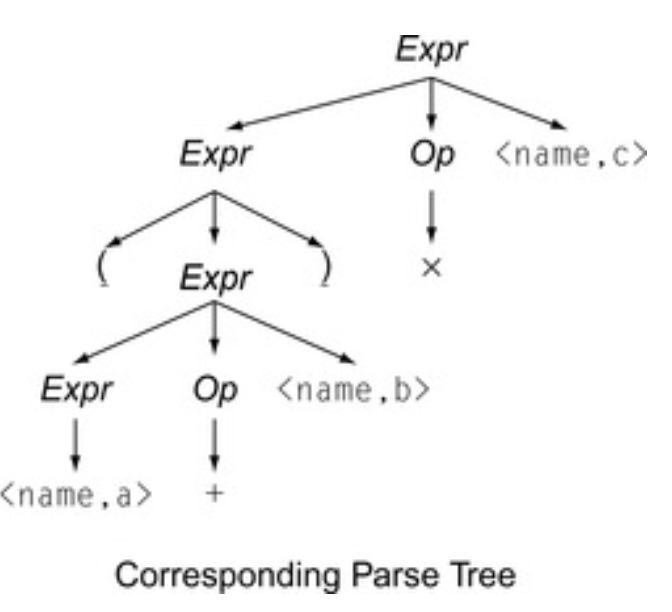 Expr
Expr Op <name,c>
( ) ×
Expr
Expr Op <name,b>
<name,a> +
Corresponding Parse Tree